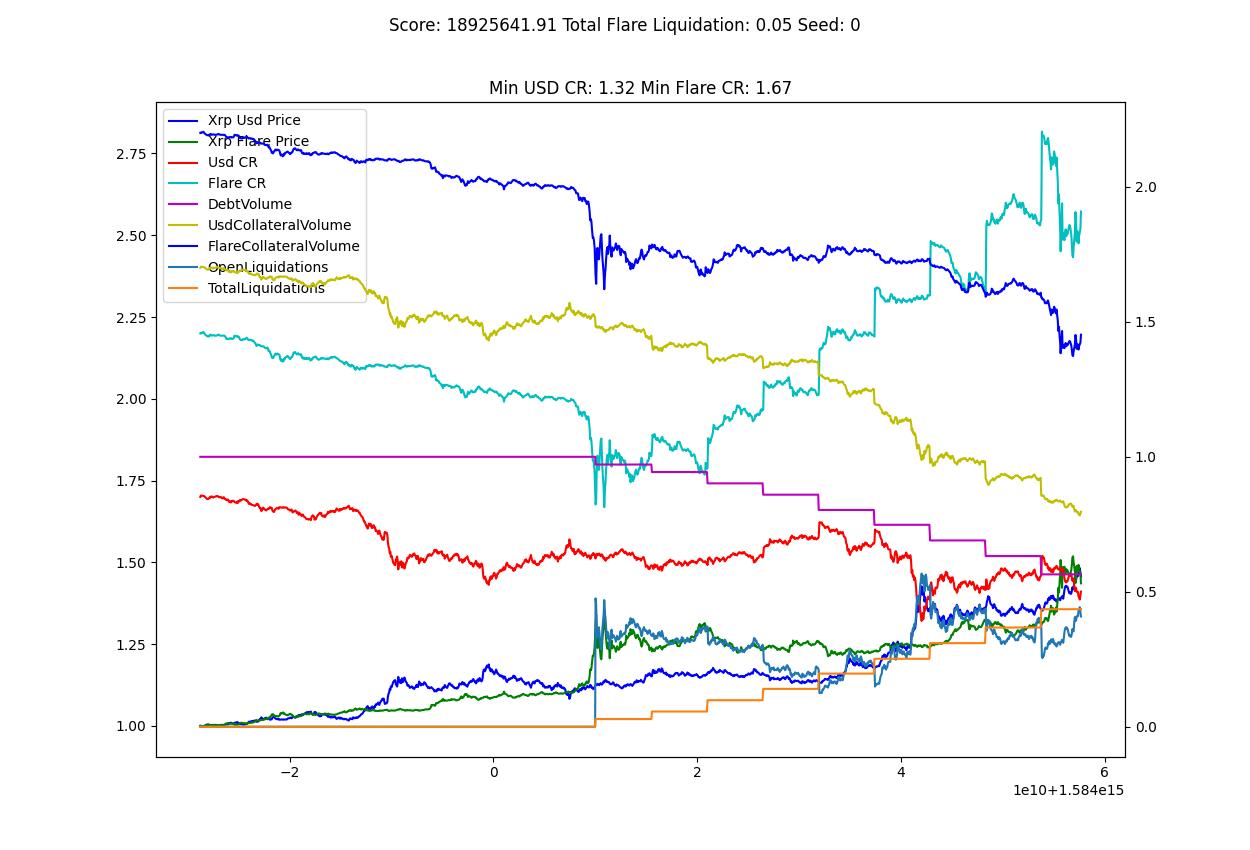 Score: 18925641.91 Total Flare Liquidation: 0.05 Seed: 0
Min USD CR: 1.32 Min Flare CR: 1.67
Xrp Usd Price
Xrp Flare Price
Usd CR
Flare CR
DebtVolume
UsdCollateralVolume
FlareCollateralVolume
OpenLiquidations
TotalLiquidations
2.75
2.50
2.25
2.00
1.75
1.50
1.25
1.00
2.0
1.5
1.0
0.5
0.0
−2 0 2 4 6
1e10+1.584e15